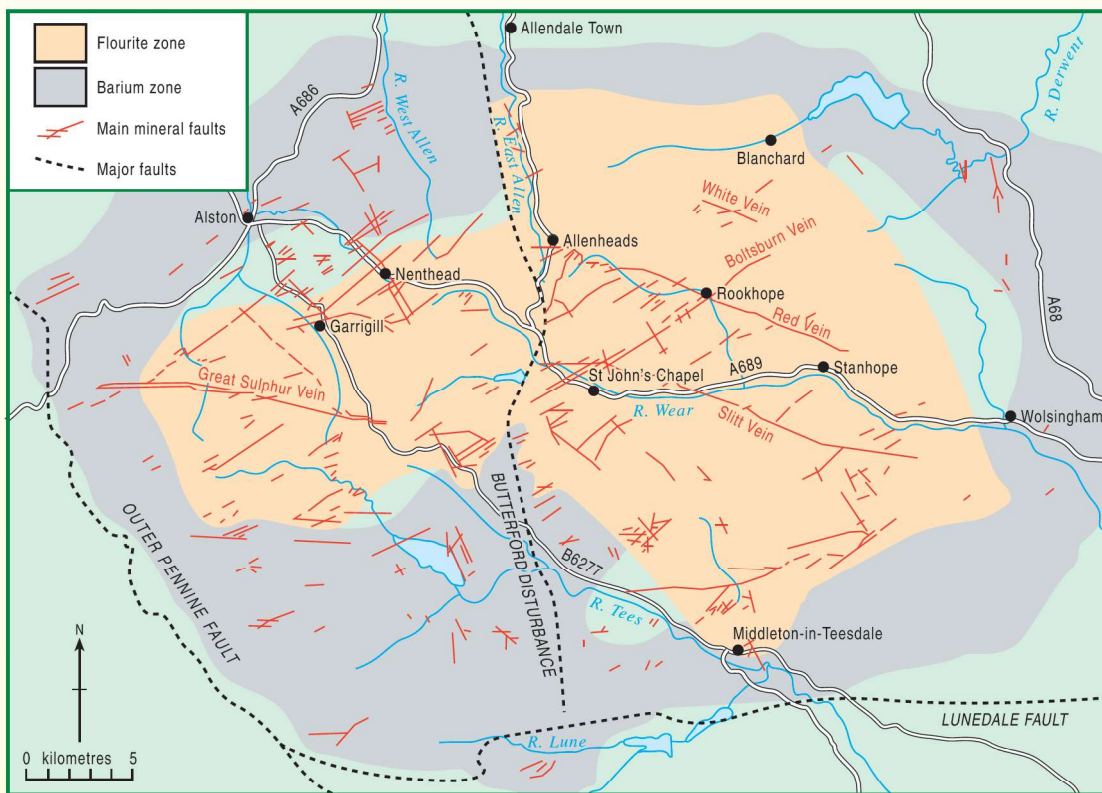 Flourite zone
Barium zone
Main mineral faults
Major faults
Allendale Town
A686
R. West Allen
R. East Allen
R. Derwent
Blanchard
White Vein
Boltsburn Vein
Alston
Allenheads
Nenthead
Rookhope
Red Vein
A68
Garrigill
Great Sulphur Vein
St John's Chapel
A689
Stanhope
R. Wear
Slitt Vein
Wolsingham
OUTER PENNINE FAULT
BUTTERFORD DISTURBANCE
B6277
R. Tees
Middleton-in-Teesdale
LUNEDALE FAULT
R. Lune
N
0 kilometres 5